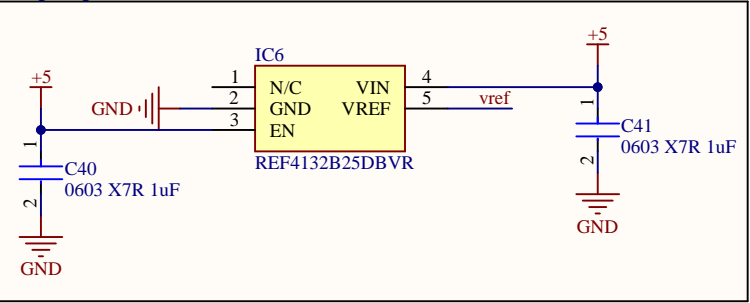 +5
IC6
+5
1
N/C
VIN
4
GND
2
GND
VREF
5
vref
3
EN
1
C41
0603 X7R 1uF
2
REF4132B25DBVR
1
C40
0603 X7R 1uF
2
GND
GND